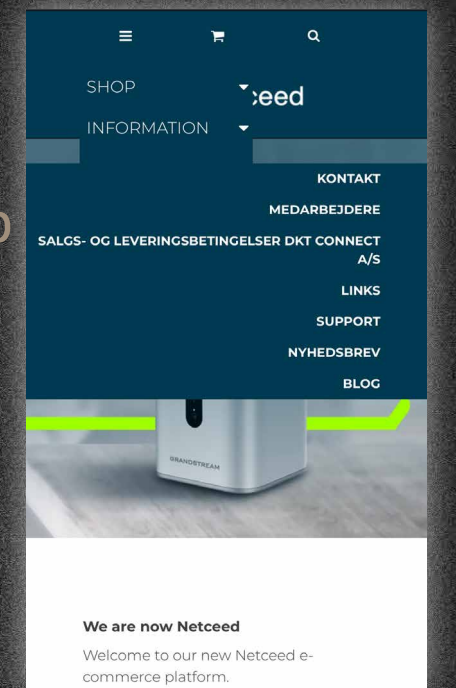 SHOP
ceed
INFORMATION
KONTAKT
MEDARBEJDERE
SALGS- OG LEVERINGSBETINGELSER DKT CONNECT
A/S
LINKS
SUPPORT
NYHEDSBREV
BLOG
GRANDSTREAM
We are now Netceed
Welcome to our new Netceed e-
commerce platform.